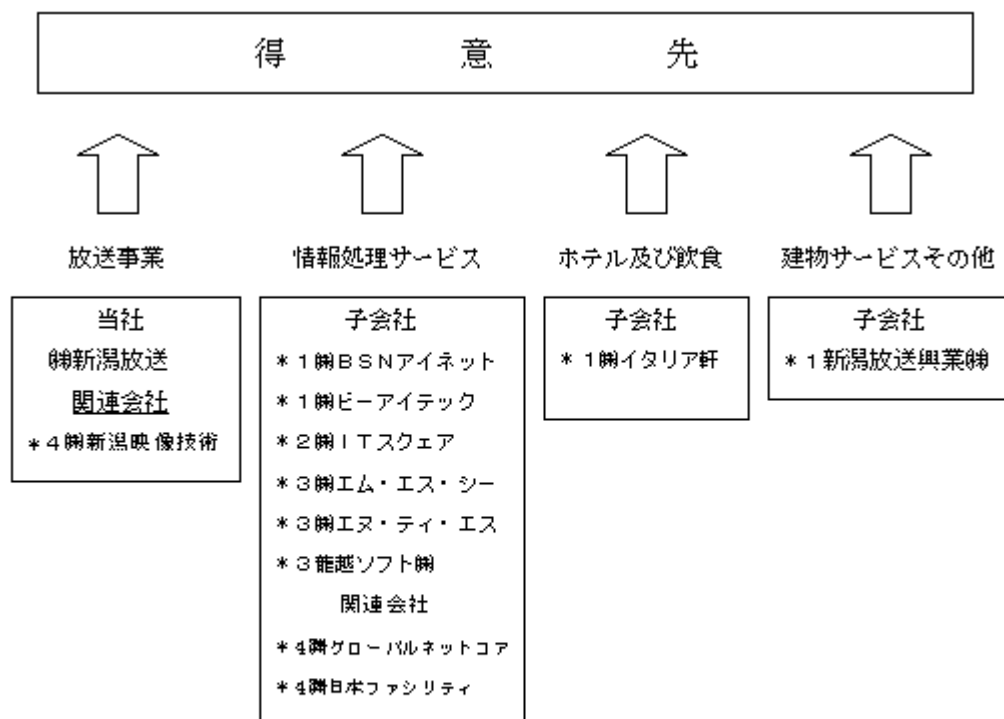 得意先
放送事業
情報処理サービス
ホテル及び飲食
建物サービスその他
当社
㈱新潟放送
関連会社
*4㈱新潟映像技術
子会社
*1㈱BSNアイネット
*1㈱ビーアイテック
*2㈱ITスクェア
*3㈱エム・エス・シー
*3㈱エヌ・ティ・エス
*3龍越ソフト㈱
関連会社
*4㈱グローバルネットコア
*4㈱日本ファシリティ
子会社
*1㈱イタリア軒
子会社
*1新潟放送興業㈱